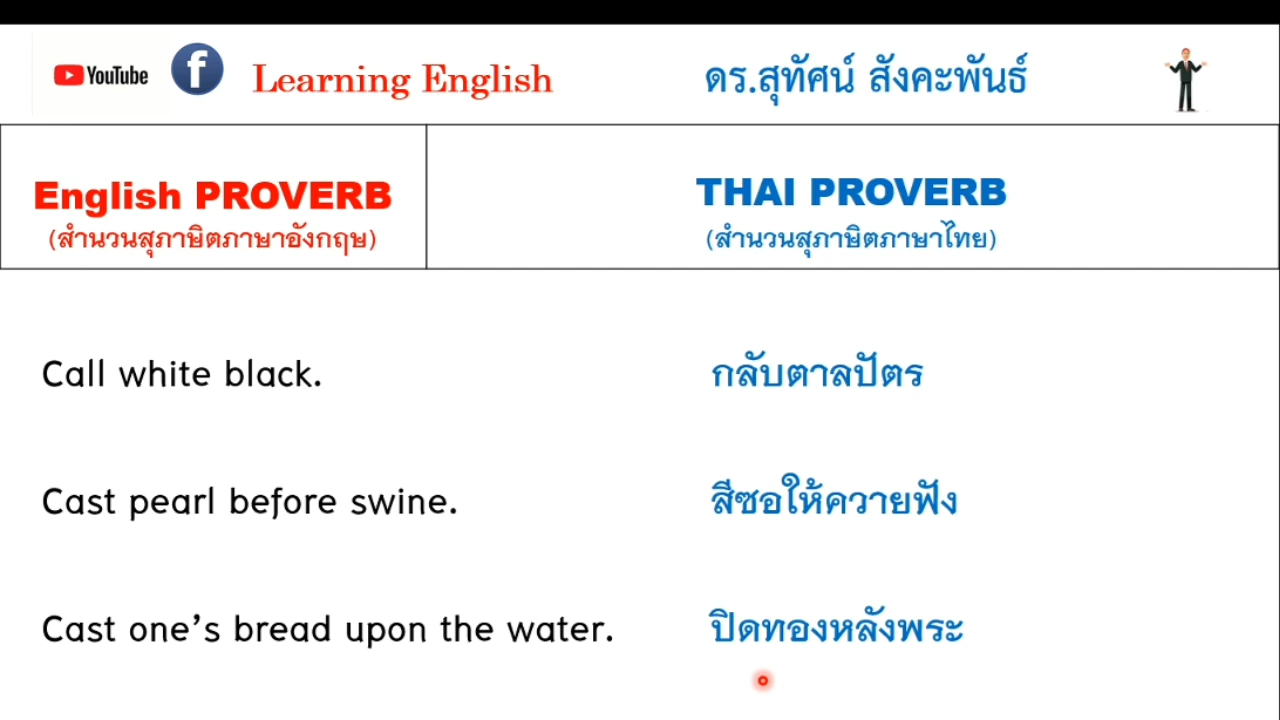 YouTube f Learning English ดร.สุทัศน์ สังคะพันธ์
English PROVERB THAI PROVERB
(สำนวนสุภาษิตภาษาอังกฤษ) (สำนวนสุภาษิตภาษาไทย)
Call white black. กลับตาลปัตร
Cast pearl before swine. สีซอให้ควายฟัง
Cast one's bread upon the water. ปิดทองหลังพระ